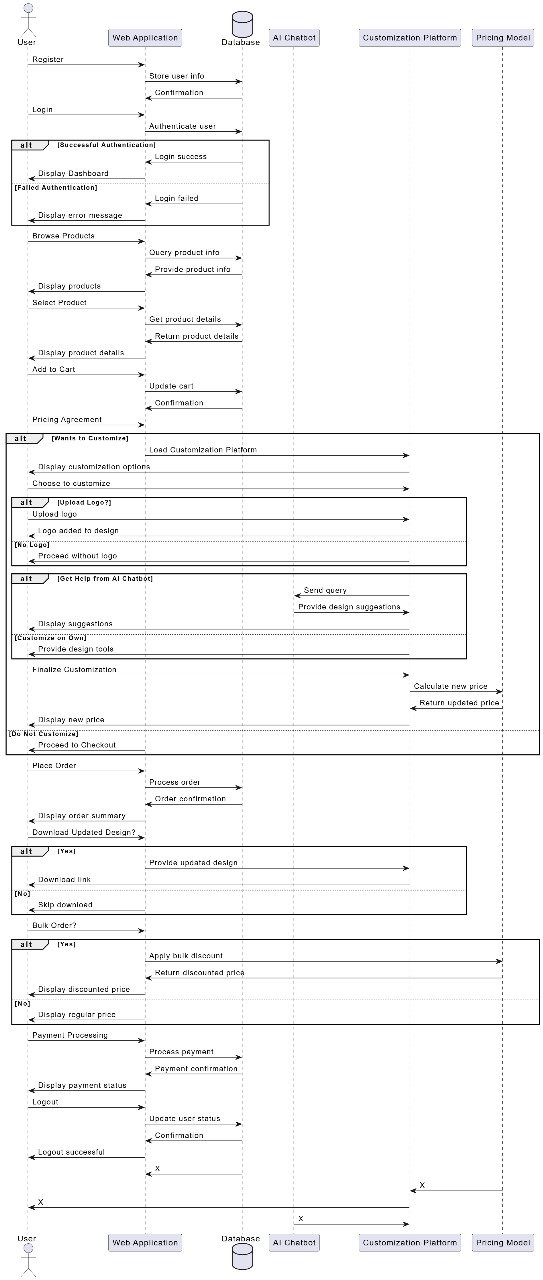 User
Web Application
Database
AI Chatbot
Customization Platform
Pricing Model
Register
Store user info
Confirmation
Login
Authenticate user
alt [Successful Authentication]
Login success
Display Dashboard
[Failed Authentication]
Login failed
Display error message
Browse Products
Query product info
Provide product info
Display products
Select Product
Get product details
Return product details
Display product details
Add to Cart
Update cart
Confirmation
Pricing Agreement
alt [Wants to Customize]
Load Customization Platform
Display customization options
Choose to customize
alt [Upload Logo?]
Upload logo
Logo added to design
[No Logo]
Proceed without logo
alt [Get Help from AI Chatbot]
Send query
Provide design suggestions
Display suggestions
[Customize on Own]
Provide design tools
Finalize Customization
Calculate new price
Return updated price
Display new price
[Do Not Customize]
Proceed to Checkout
Place Order
Process order
Order confirmation
Display order summary
Download Updated Design?
alt [Yes]
Provide updated design
Download link
[No]
Skip download
Bulk Order?
alt [Yes]
Apply bulk discount
Return discounted price
Display discounted price
[No]
Display regular price
Payment Processing
Process payment
Payment confirmation
Display payment status
Logout
Update user status
Confirmation
Logout successful
X
X
X
X
User
Web Application
Database
AI Chatbot
Customization Platform
Pricing Model